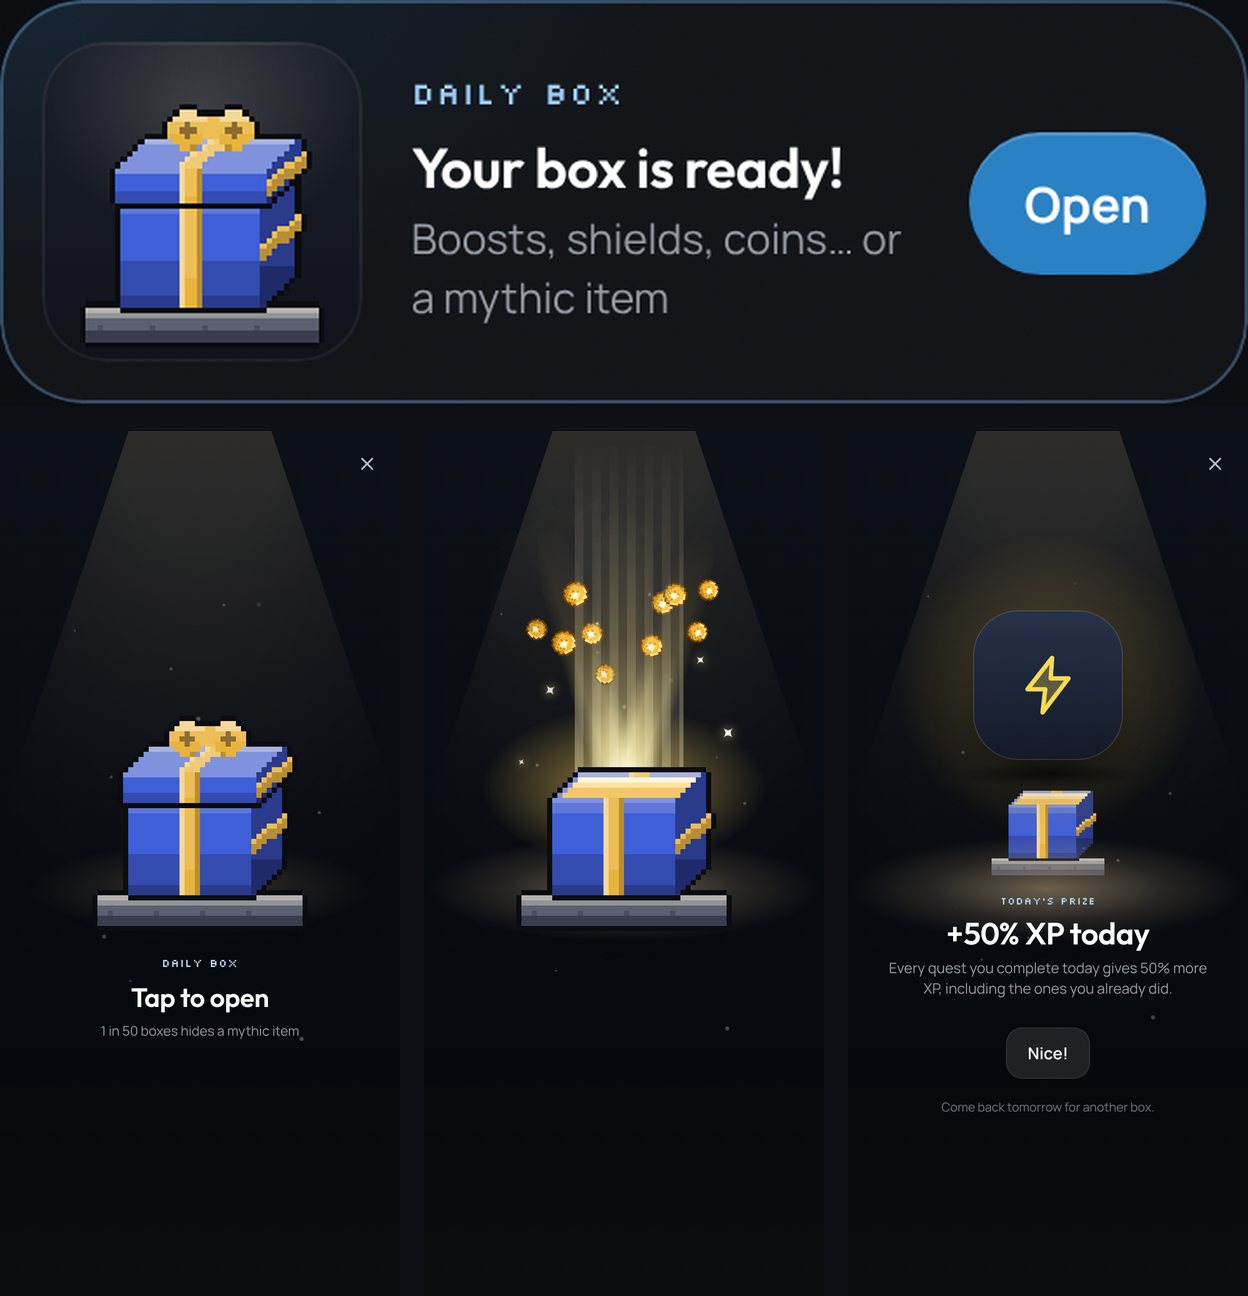 DAILY BOX
Your box is ready!
Boosts, shields, coins... or
a mythic item
Open
DAILY BOX
Tap to open
1 in 50 boxes hides a mythic item
TODAY'S PRIZE
+50% XP today
Every quest you complete today gives 50% more
XP, including the ones you already did.
Nice!
Come back tomorrow for another box.